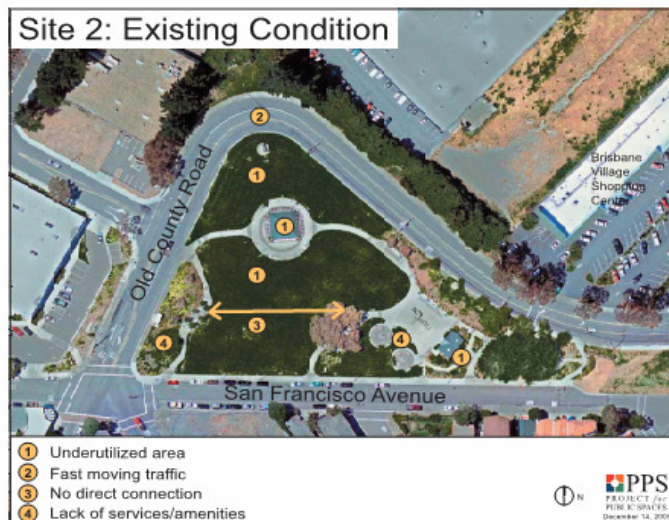 Site 2: Existing Condition
2
1
Brisbane
Village
Shopping
Center
Old County Road
1
1
3
4
4
1
San Francisco Avenue
1 Underutilized area
2 Fast moving traffic
3 No direct connection
4 Lack of services/amenities
N
PPS
PROJECT for
PUBLIC SPACES
December 14,